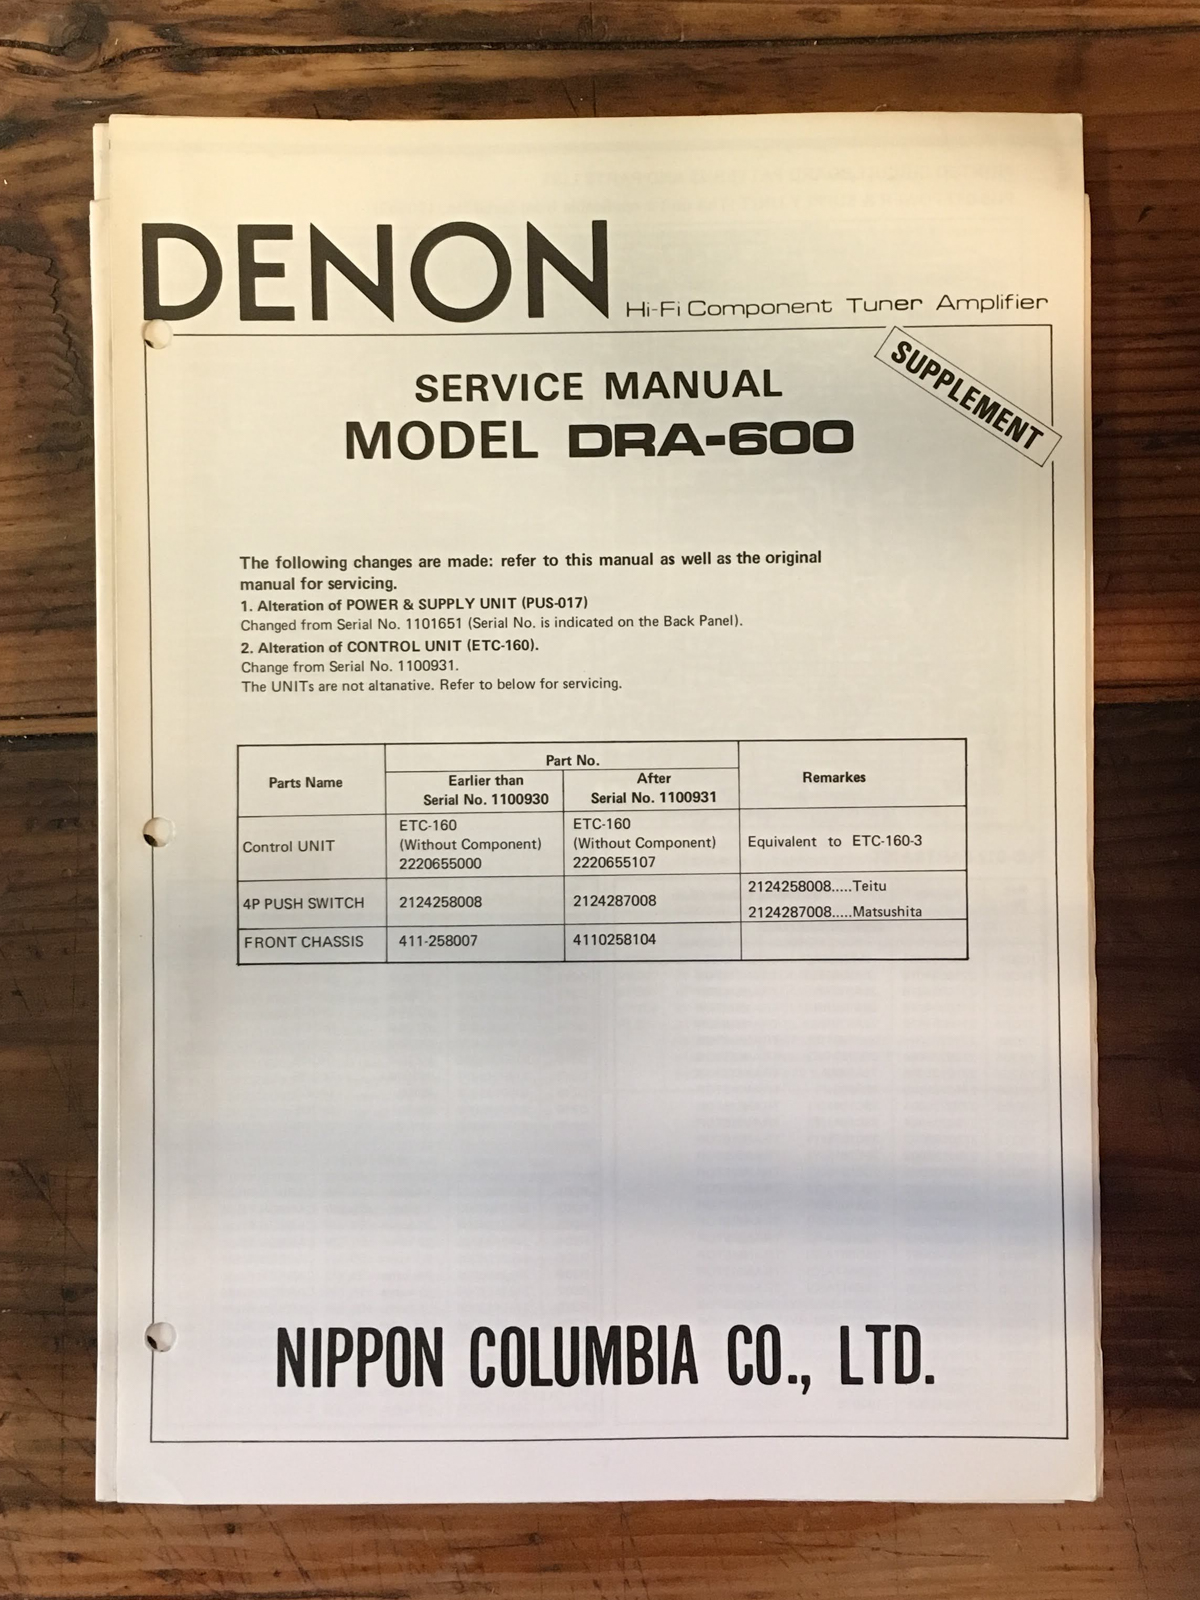 DENON Hi-Fi Component Tuner Amplifier
SUPPLEMENT
SERVICE MANUAL
MODEL DRA-600
The following changes are made: refer to this manual as well as the original
manual for servicing.
1. Alteration of POWER & SUPPLY UNIT (PUS-017)
Changed from Serial No. 1101651 (Serial No. is indicated on the Back Panel).
2. Alteration of CONTROL UNIT (ETC-160).
Change from Serial No. 1100931.
The UNITs are not altanative. Refer to below for servicing.
Parts Name
Part No.
Remarkes
Earlier than
Serial No. 1100930
After
Serial No. 1100931
Control UNIT
ETC-160
(Without Component)
2220655000
ETC-160
(Without Component)
2220655107
Equivalent to ETC-160-3
4P PUSH SWITCH
2124258008
2124287008
2124258008.....Teitu
2124287008.....Matsushita
FRONT CHASSIS
411-258007
4110258104
NIPPON COLUMBIA CO., LTD.